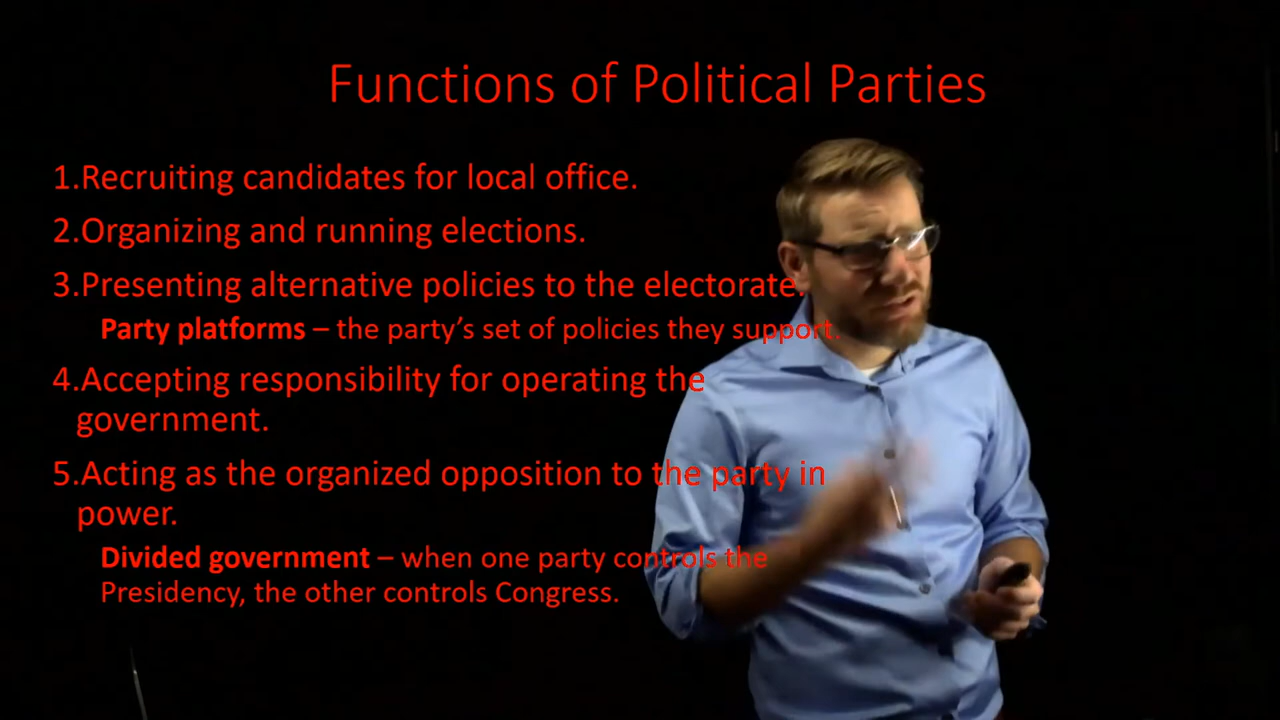 Functions of Political Parties
1.Recruiting candidates for local office.
2.Organizing and running elections.
3.Presenting alternative policies to the electorate.
Party platforms – the party's set of policies they support.
4.Accepting responsibility for operating the
government.
5.Acting as the organized opposition to the party in
power.
Divided government – when one party controls the
Presidency, the other controls Congress.